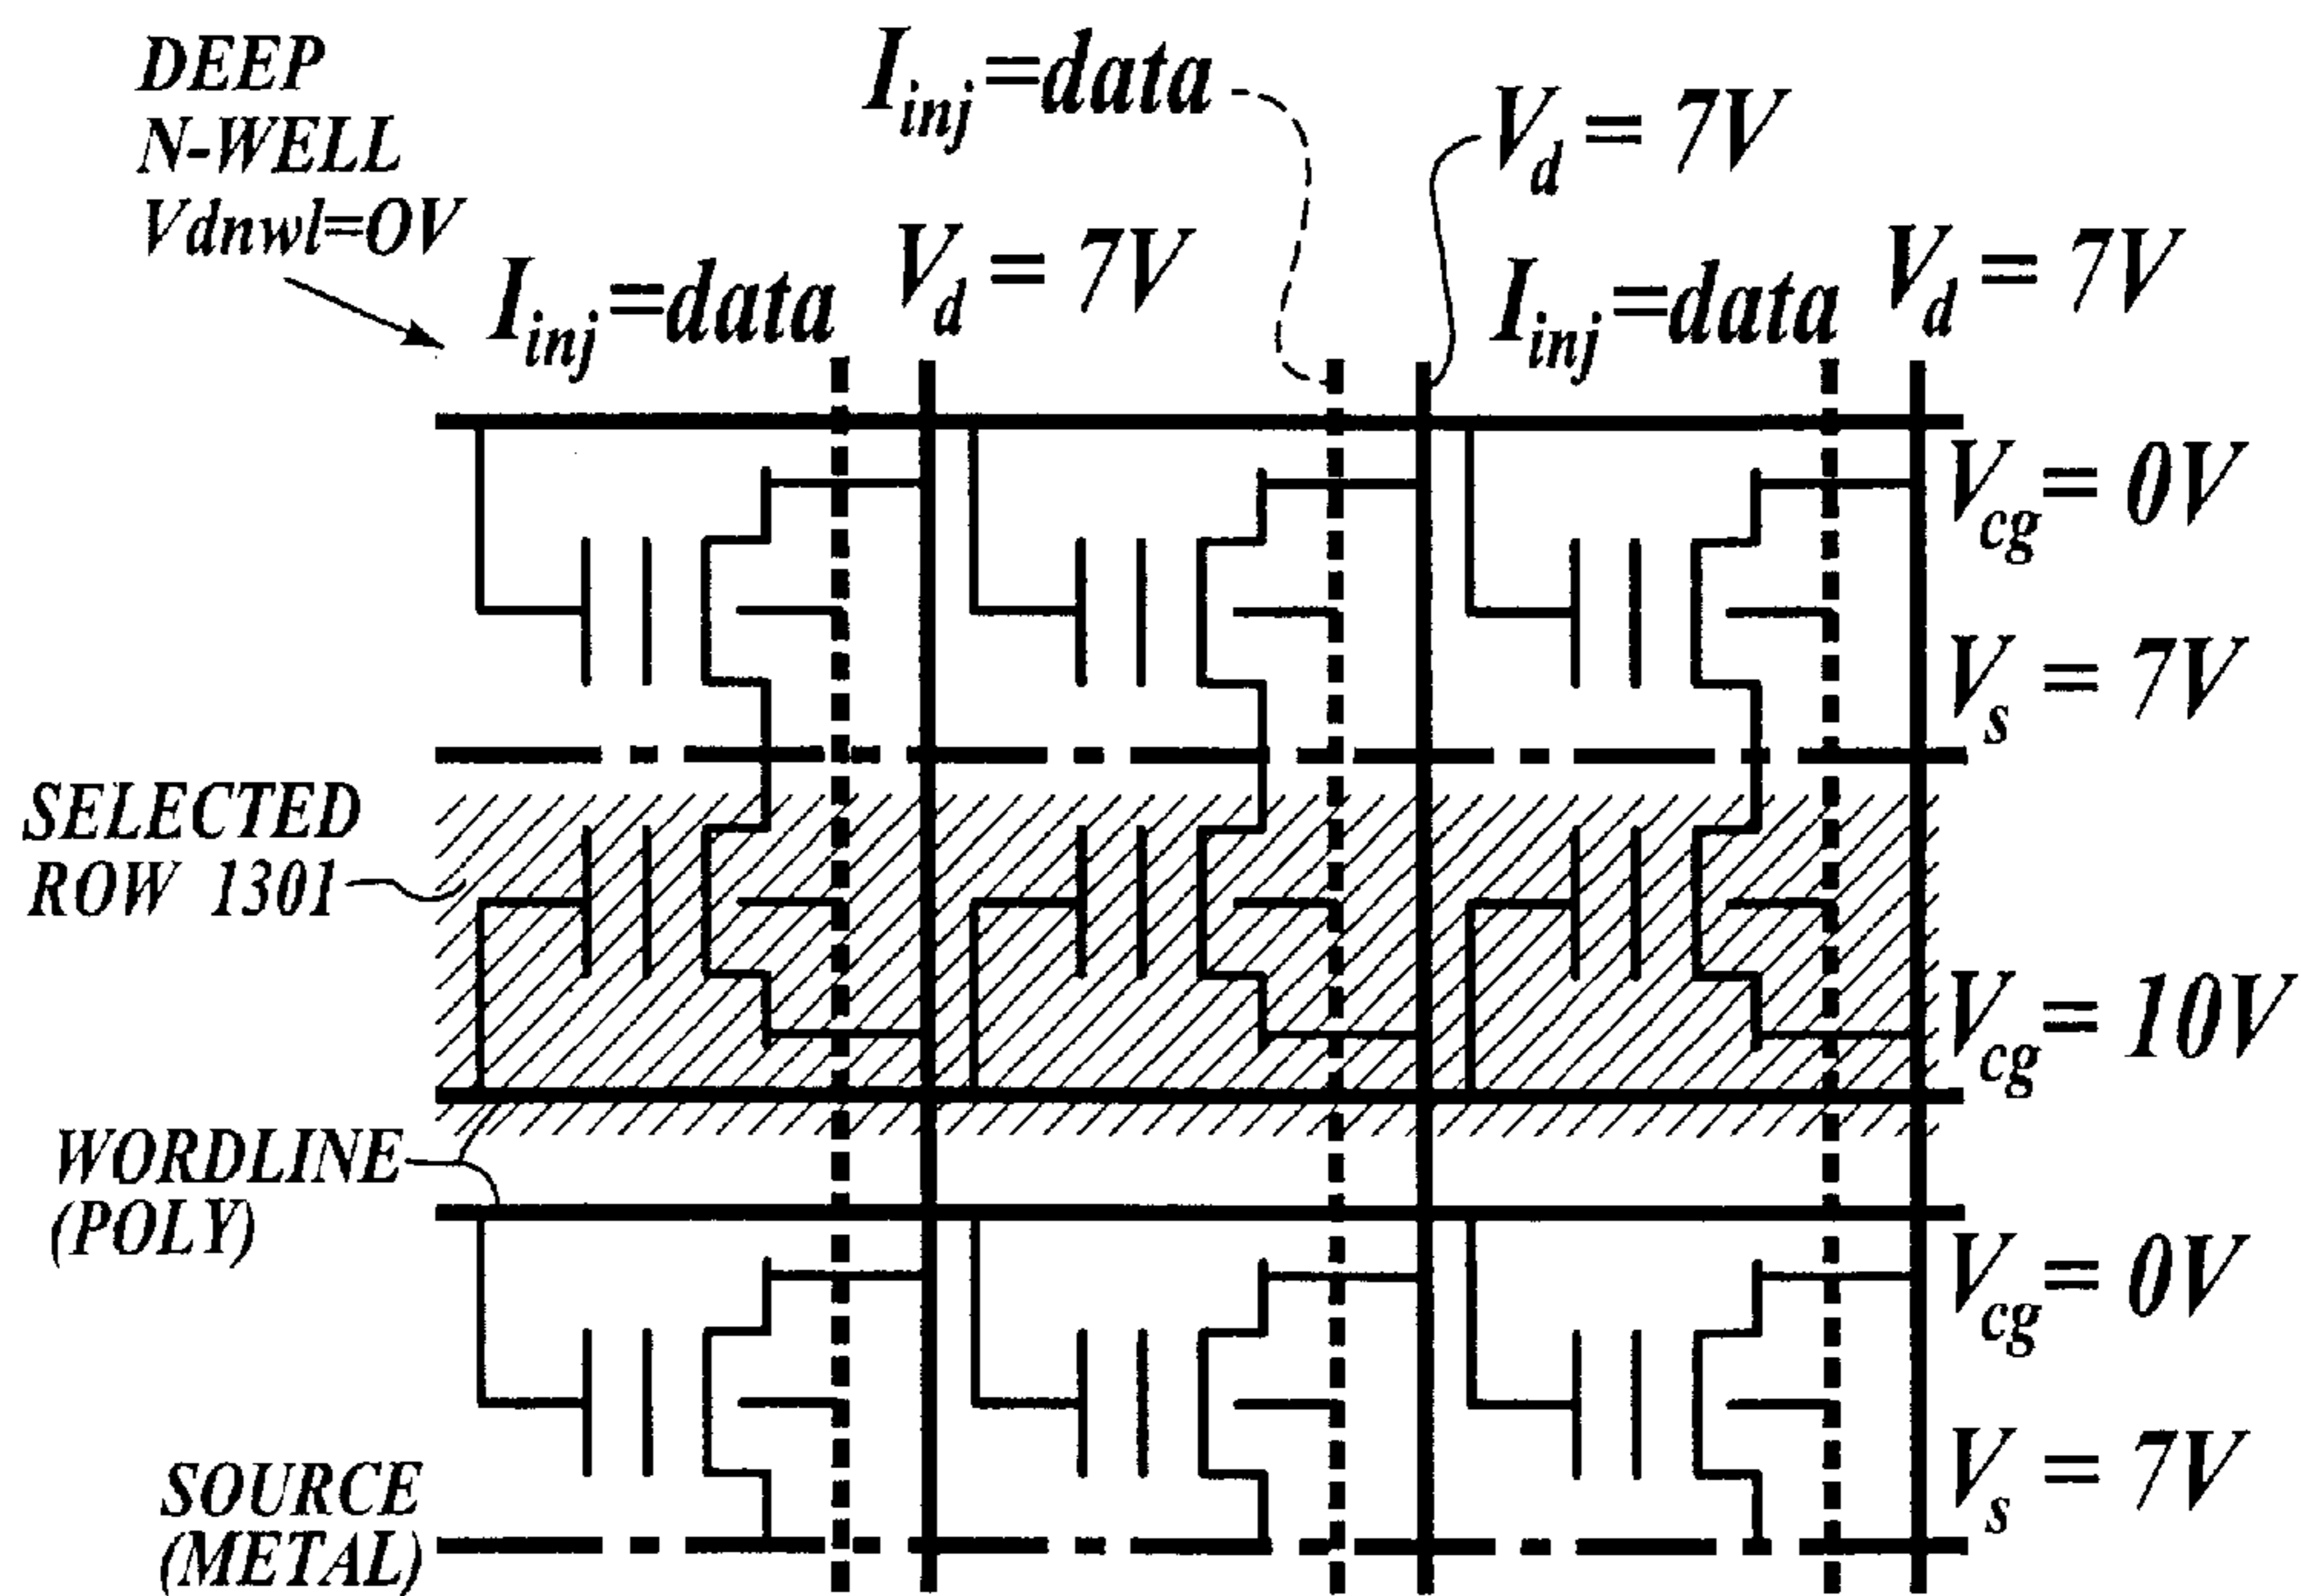 DEEP
N-WELL
Vdnwl=0V
I_inj=data
V_d = 7V
I_inj=data
V_d = 7V
I_inj=data
V_d = 7V
V_cg = 0V
V_s = 7V
SELECTED
ROW 1301
V_cg = 10V
WORDLINE
(POLY)
V_cg = 0V
SOURCE
(METAL)
V_s = 7V